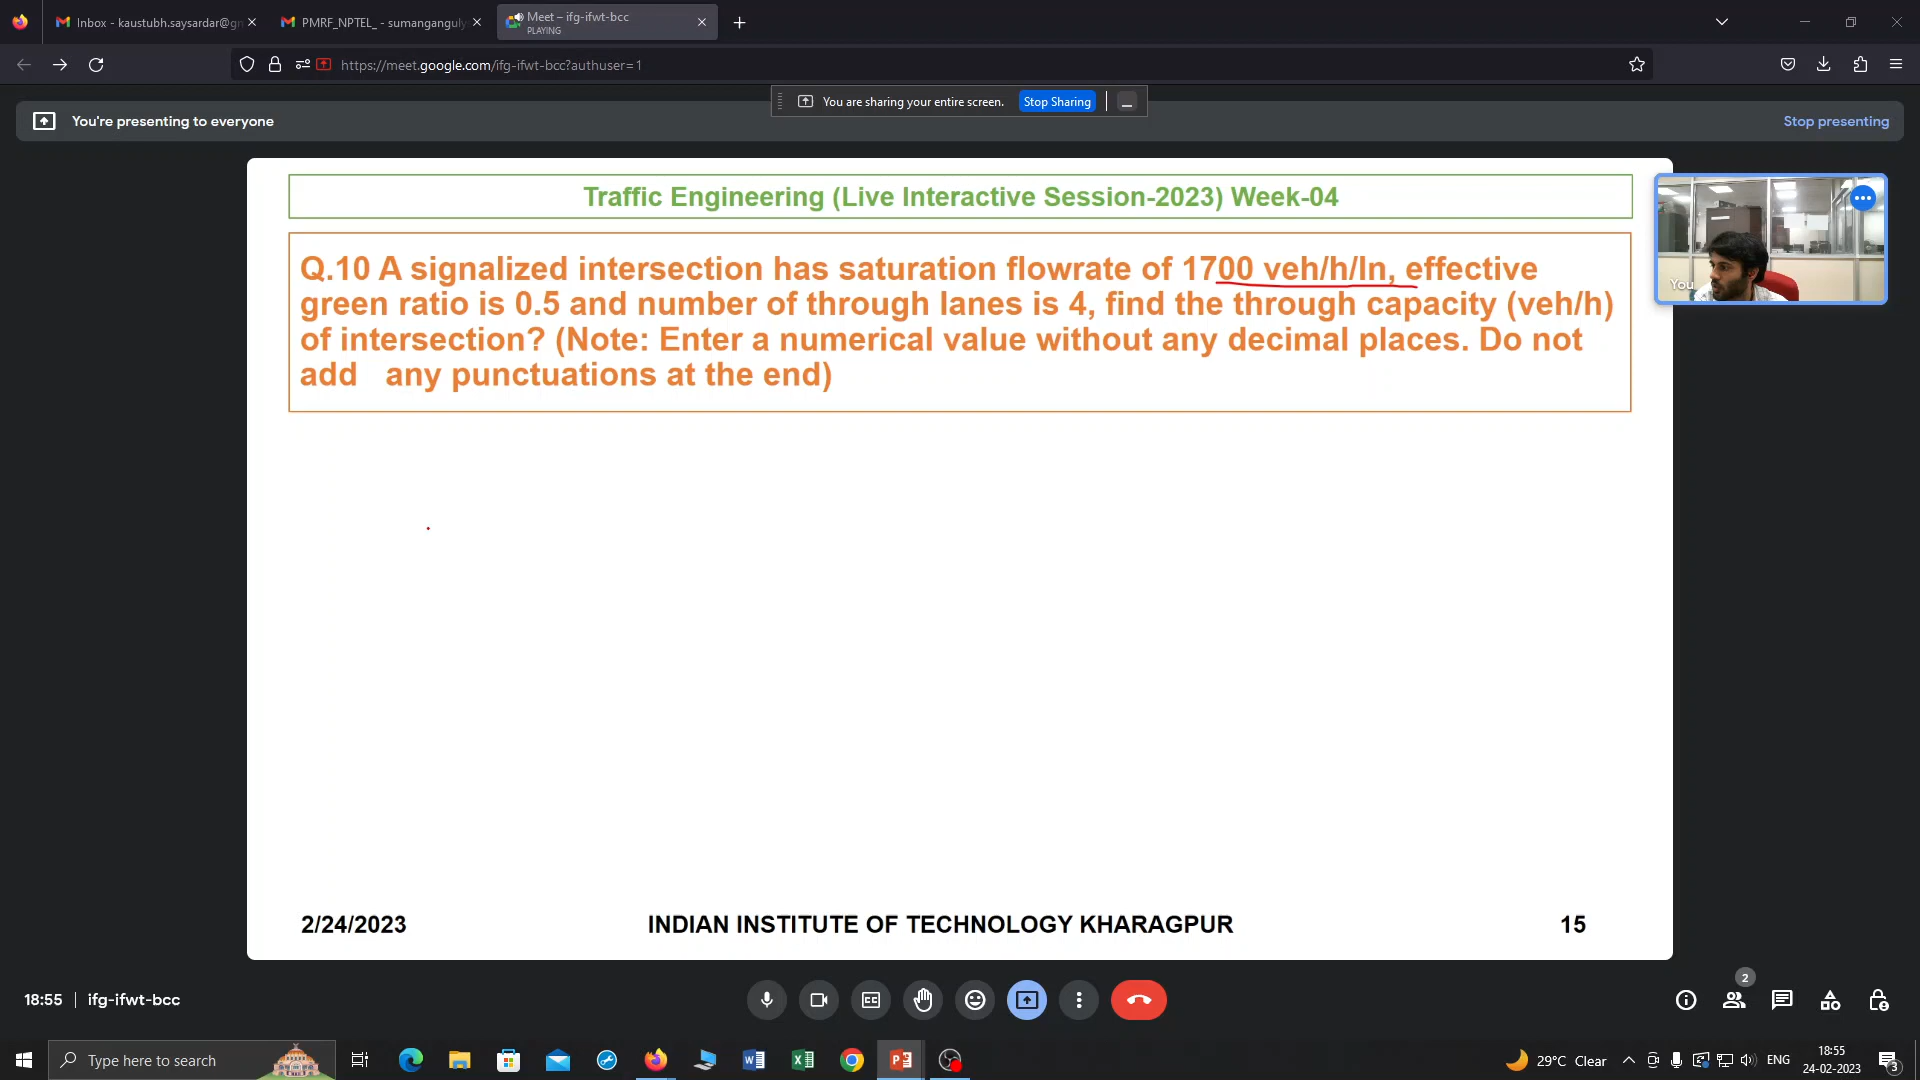 Inbox - kaustubh.saysardar@gm
PMRF_NPTEL_ - sumanganguly
Meet – ifg-ifwt-bcc
PLAYING
https://meet.google.com/ifg-ifwt-bcc?authuser=1
You are sharing your entire screen.
Stop Sharing
You're presenting to everyone
Stop presenting
Traffic Engineering (Live Interactive Session-2023) Week-04
Q.10 A signalized intersection has saturation flowrate of 1700 veh/h/ln, effective
green ratio is 0.5 and number of through lanes is 4, find the through capacity (veh/h)
of intersection? (Note: Enter a numerical value without any decimal places. Do not
add any punctuations at the end)
You
2/24/2023
INDIAN INSTITUTE OF TECHNOLOGY KHARAGPUR
15
18:55 | ifg-ifwt-bcc
2
Type here to search
29°C Clear
ENG
18:55
24-02-2023
3